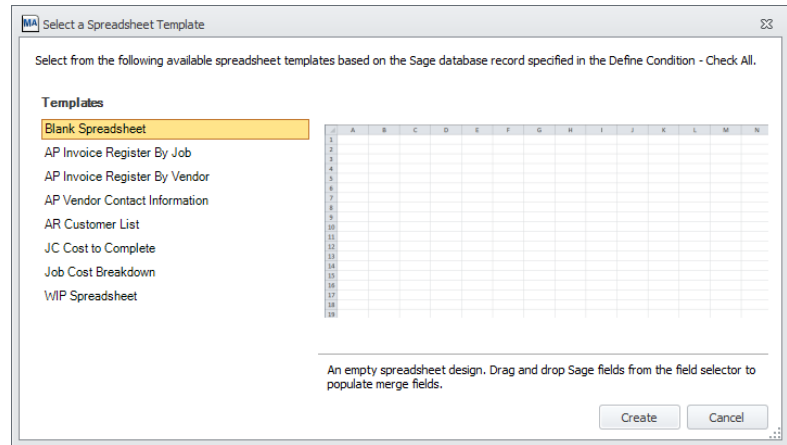 MA Select a Spreadsheet Template
Select from the following available spreadsheet templates based on the Sage database record specified in the Define Condition - Check All.
Templates
Blank Spreadsheet
AP Invoice Register By Job
AP Invoice Register By Vendor
AP Vendor Contact Information
AR Customer List
JC Cost to Complete
Job Cost Breakdown
WIP Spreadsheet
A B C D E F G H I J K L M N
1
2
3
4
5
6
7
8
9
10
11
12
13
14
15
16
17
18
19
An empty spreadsheet design. Drag and drop Sage fields from the field selector to
populate merge fields.
Create Cancel